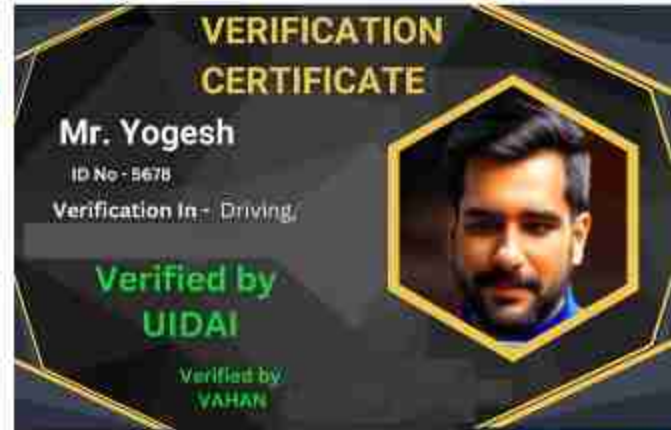 VERIFICATION
CERTIFICATE
Mr. Yogesh
ID No - 5678
Verification In - Driving,
Verified by
UIDAI
Verified by
VAHAN